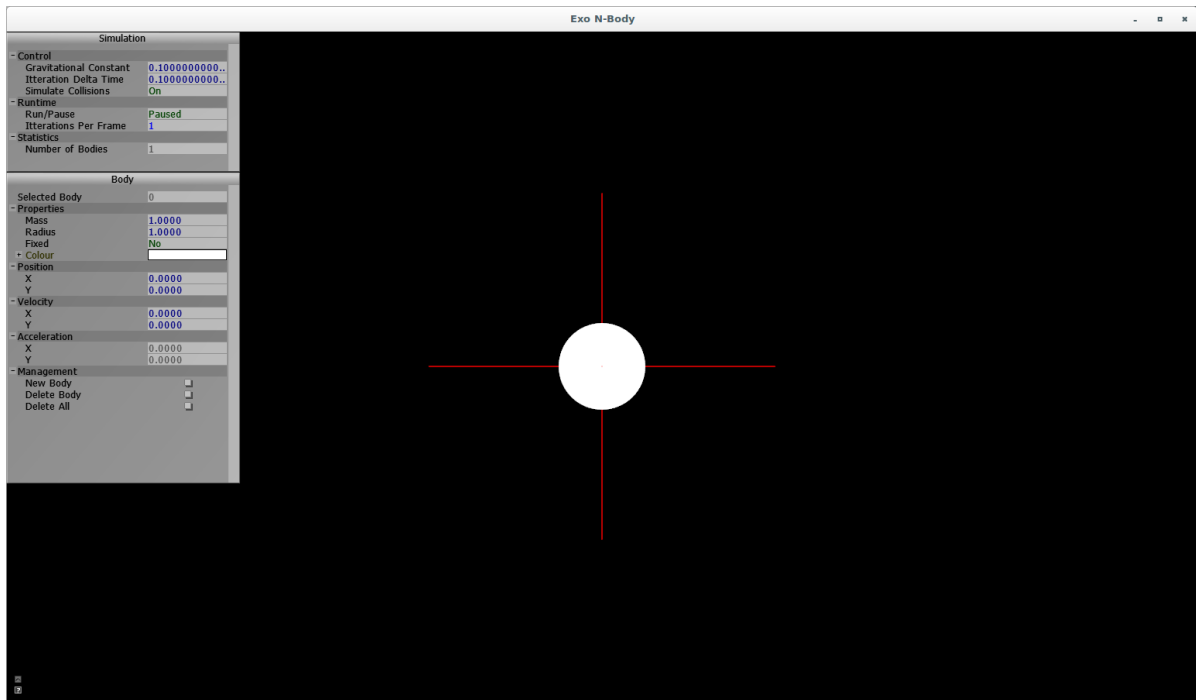 Exo N-Body
Simulation
Control
Gravitational Constant 0.1000000000..
Itteration Delta Time 0.1000000000..
Simulate Collisions On
Runtime
Run/Pause Paused
Itterations Per Frame 1
Statistics
Number of Bodies 1
Body
Selected Body 0
Properties
Mass 1.0000
Radius 1.0000
Fixed No
Colour
Position
X 0.0000
Y 0.0000
Velocity
X 0.0000
Y 0.0000
Acceleration
X 0.0000
Y 0.0000
Management
New Body
Delete Body
Delete All
?